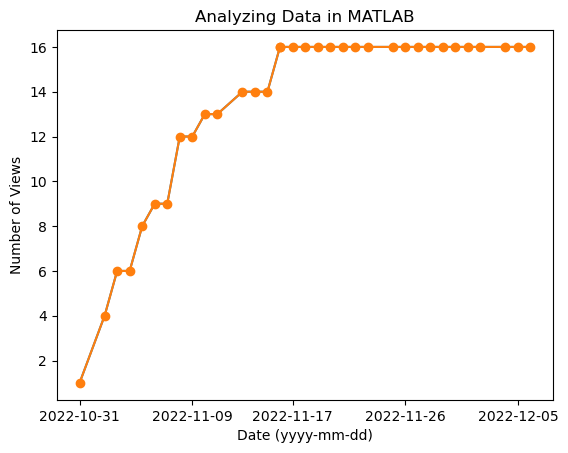 Analyzing Data in MATLAB
16
14
12
10
8
6
4
2
Number of Views
2022-10-31 2022-11-09 2022-11-17 2022-11-26 2022-12-05
Date (yyyy-mm-dd)